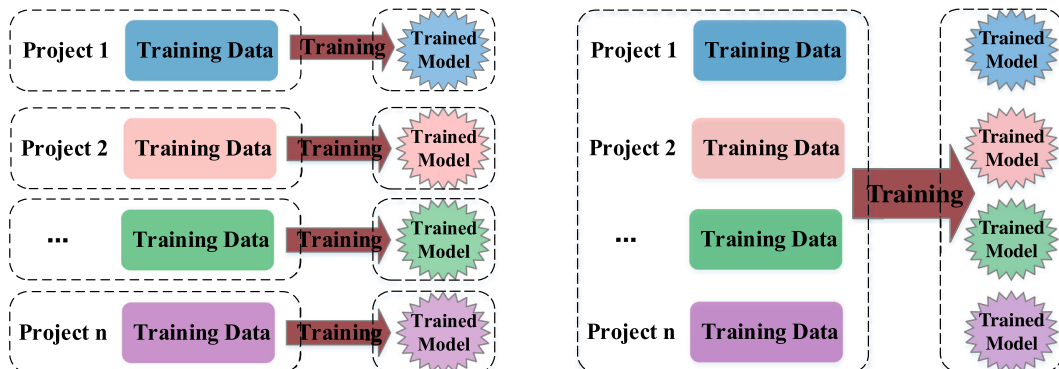 Project 1
Training Data
Training
Trained
Model
Project 2
Training Data
Training
Trained
Model
...
Training Data
Training
Trained
Model
Project n
Training Data
Training
Trained
Model
Project 1
Training Data
Project 2
Training Data
...
Training Data
Project n
Training Data
Training
Trained
Model
Trained
Model
Trained
Model
Trained
Model